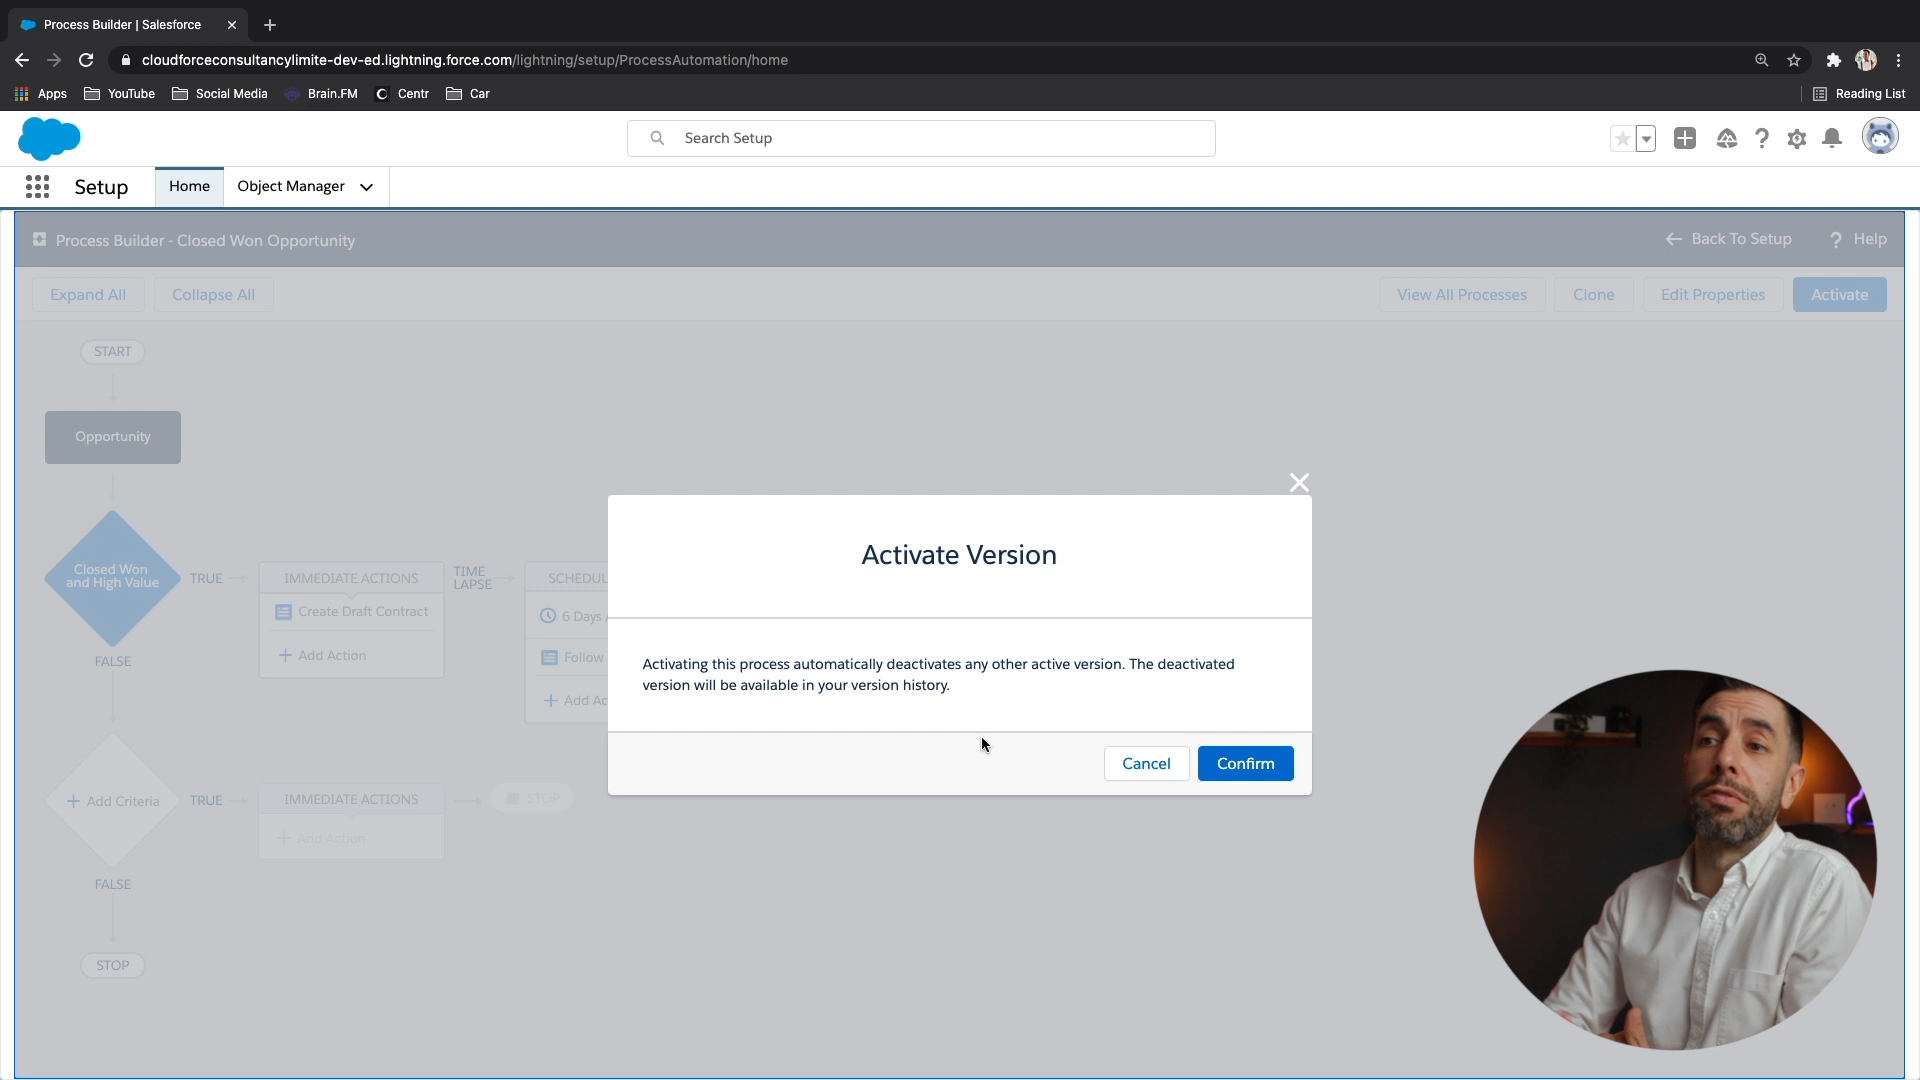 Process Builder | Salesforce
cloudforceconsultancylimite-dev-ed.lightning.force.com/lightning/setup/ProcessAutomation/home
Apps YouTube Social Media Brain.FM Centr Car Reading List
Search Setup
Setup Home Object Manager
Process Builder - Closed Won Opportunity Back To Setup ? Help
Expand All Collapse All View All Processes Clone Edit Properties Activate
START
Opportunity
Closed Won
and High Value
TRUE
IMMEDIATE ACTIONS
Create Draft Contract
+ Add Action
TIME
LAPSE
SCHEDUL
6 Days
Follow
+ Add Ac
FALSE
Activate Version
Activating this process automatically deactivates any other active version. The deactivated
version will be available in your version history.
Cancel Confirm
+ Add Criteria
TRUE
IMMEDIATE ACTIONS
+ Add Action
STOP
FALSE
STOP